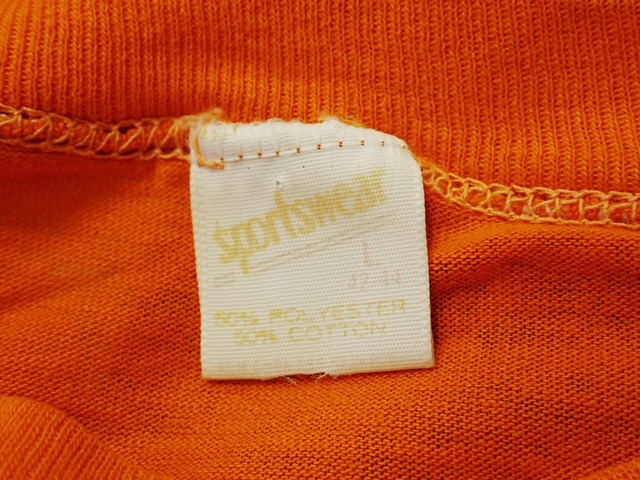 sportswear
L
42-44
50% POLYESTER
50% COTTON